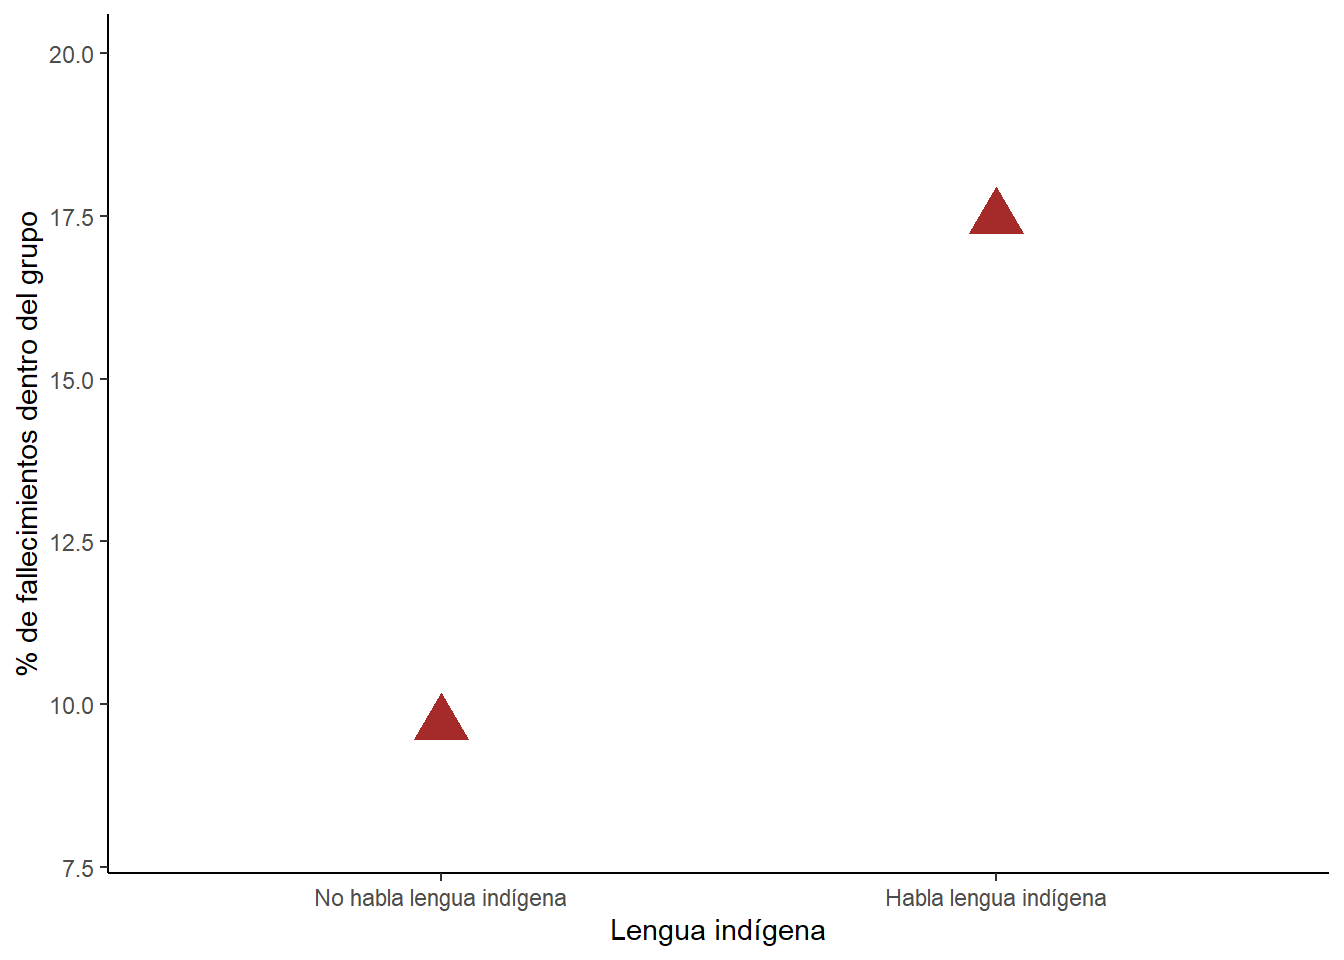 % de fallecimientos dentro del grupo
20.0
17.5
15.0
12.5
10.0
7.5
No habla lengua indígena
Habla lengua indígena
Lengua indígena